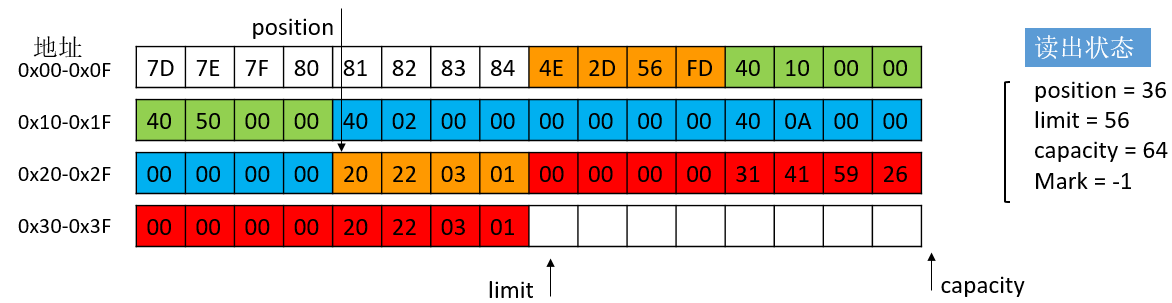 position
地址
读出状态
0x00-0x0F 7D 7E 7F 80 81 82 83 84 4E 2D 56 FD 40 10 00 00
position = 36
0x10-0x1F 40 50 00 00 40 02 00 00 00 00 00 00 40 0A 00 00
limit = 56
capacity = 64
0x20-0x2F 00 00 00 00 20 22 03 01 00 00 00 00 31 41 59 26
Mark = -1
0x30-0x3F 00 00 00 00 20 22 03 01
limit
capacity